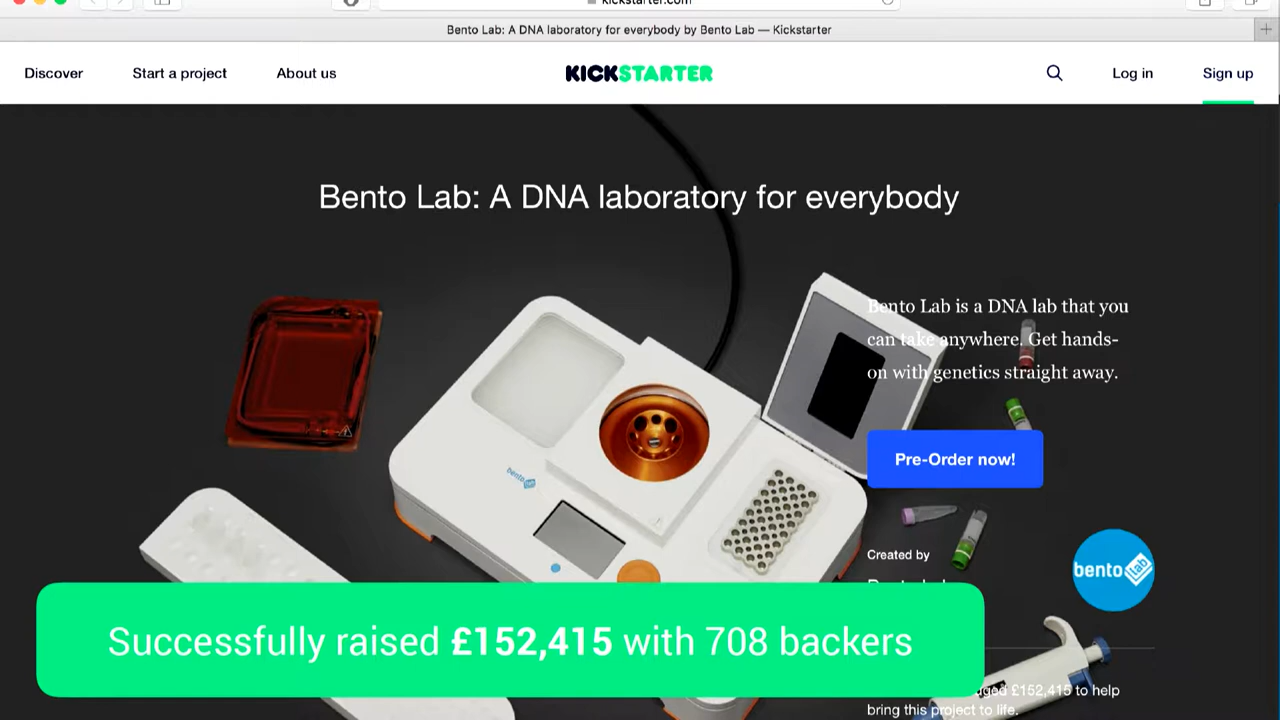 kickstarter.com
Bento Lab: A DNA laboratory for everybody by Bento Lab — Kickstarter
Discover
Start a project
About us
KICKSTARTER
Log in
Sign up
Bento Lab: A DNA laboratory for everybody
Bento Lab is a DNA lab that you
can take anywhere. Get hands-
on with genetics straight away.
Pre-Order now!
bento lab
Created by
bento lab
Successfully raised £152,415 with 708 backers
£152,415 to help
bring this project to life.